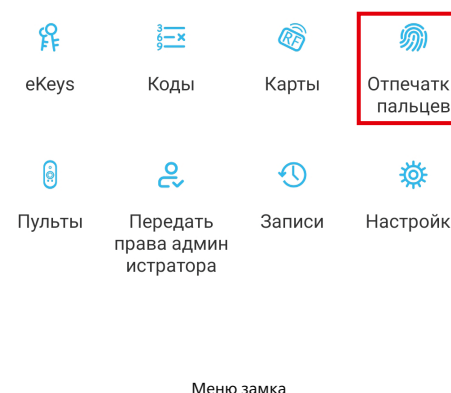 eKeys
Коды
Карты
Отпечатк
пальцев
Пульты
Передать
права админ
истратора
Записи
Настройк
Меню замка